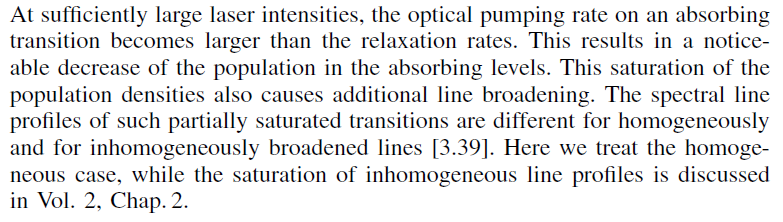 At sufficiently large laser intensities, the optical pumping rate on an absorbing
transition becomes larger than the relaxation rates. This results in a notice-
able decrease of the population in the absorbing levels. This saturation of the
population densities also causes additional line broadening. The spectral line
profiles of such partially saturated transitions are different for homogeneously
and for inhomogeneously broadened lines [3.39]. Here we treat the homoge-
neous case, while the saturation of inhomogeneous line profiles is discussed
in Vol. 2, Chap. 2.